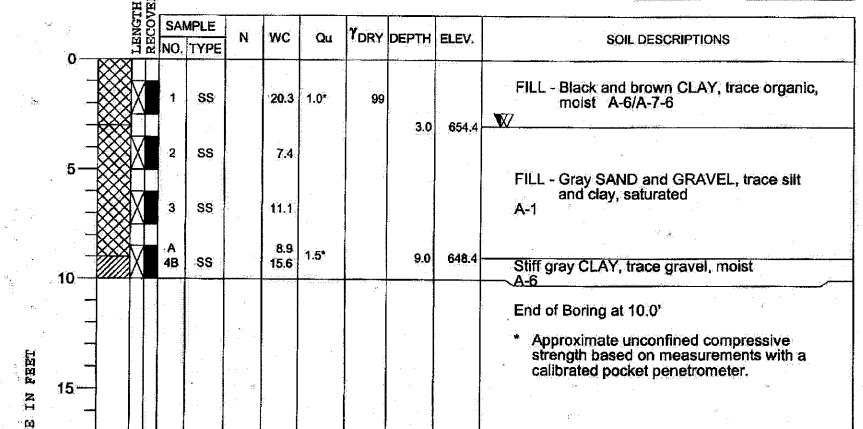 LENGTH
RECOVE
SAMPLE
NO. TYPE N WC Qu γDRY DEPTH ELEV. SOIL DESCRIPTIONS
0
FILL - Black and brown CLAY, trace organic,
1 SS 20.3 1.0* 99 moist A-6/A-7-6
3.0 654.4
2 SS 7.4
5
FILL - Gray SAND and GRAVEL, trace silt
and clay, saturated
3 SS 11.1 A-1
A 8.9
4B SS 15.6 1.5* 9.0 648.4
Stiff gray CLAY, trace gravel, moist
10 A-6
End of Boring at 10.0'
* Approximate unconfined compressive
strength based on measurements with a
calibrated pocket penetrometer.
15
E IN FEET